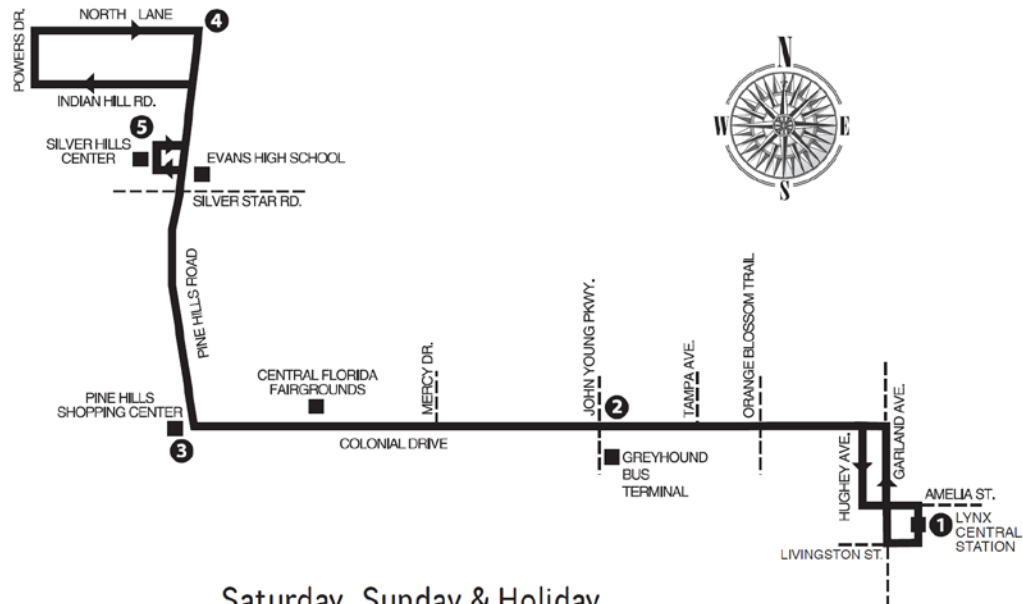 NORTH LANE
4
POWERS DR.
INDIAN HILL RD.
5
SILVER HILLS
CENTER
EVANS HIGH SCHOOL
SILVER STAR RD.
PINE HILLS ROAD
N
W
E
S
PINE HILLS
SHOPPING CENTER
3
CENTRAL FLORIDA
FAIRGROUNDS
MERCY DR.
COLONIAL DRIVE
JOHN YOUNG PKWY.
2
GREYHOUND
BUS
TERMINAL
TAMPA AVE.
ORANGE BLOSSOM TRAIL
HUGHEY AVE.
GARLAND AVE.
AMELIA ST.
1
LYNX
CENTRAL
STATION
LIVINGSTON ST.
Saturday, Sunday & Holiday